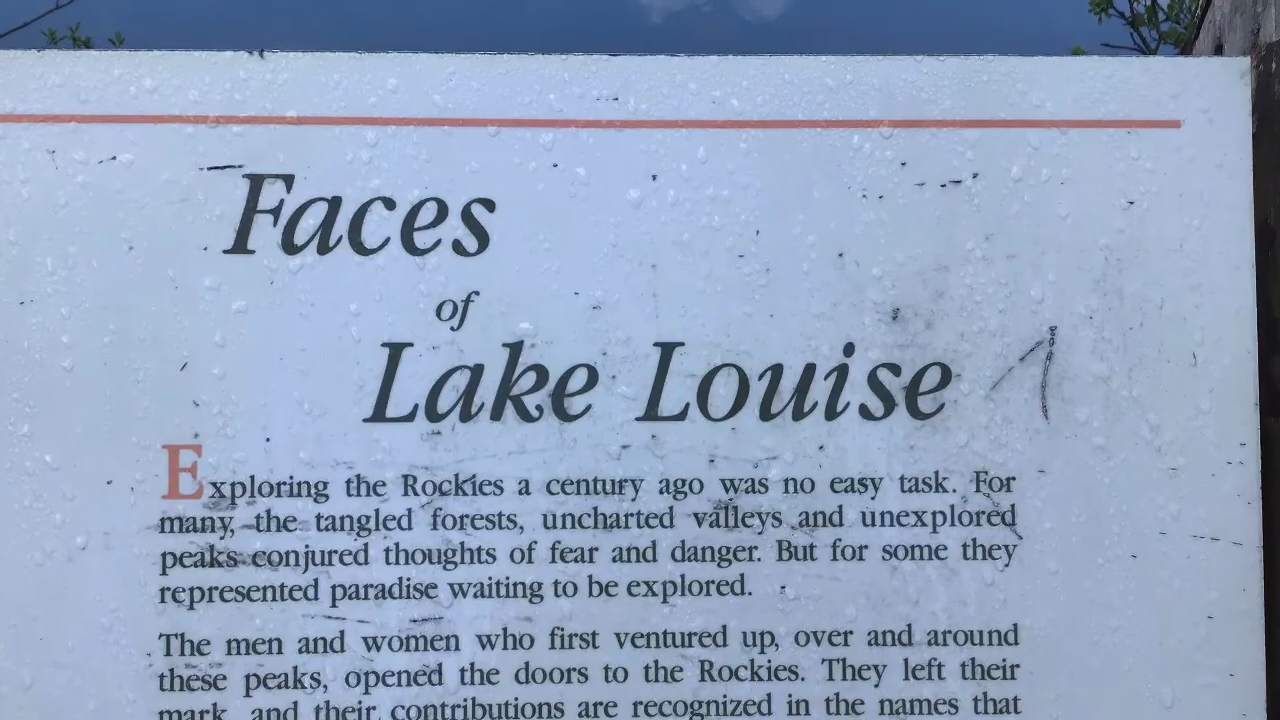 Faces
of
Lake Louise
Exploring the Rockies a century ago was no easy task. For
many, the tangled forests, uncharted valleys and unexplored
peaks conjured thoughts of fear and danger. But for some they
represented paradise waiting to be explored.
The men and women who first ventured up, over and around
these peaks, opened the doors to the Rockies. They left their
mark, and their contributions are recognized in the names that